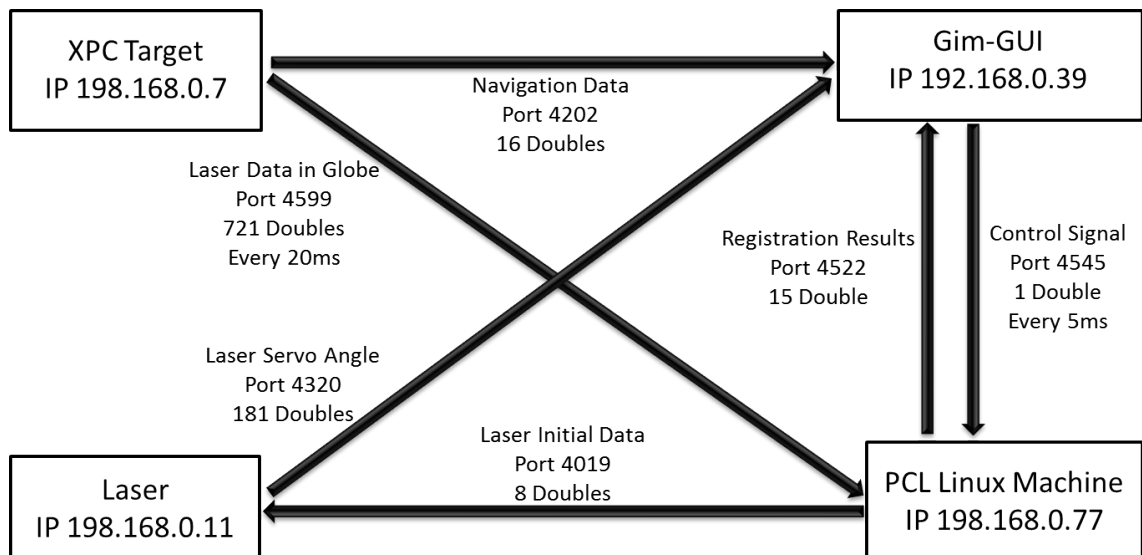 XPC Target
IP 198.168.0.7
Gim-GUI
IP 192.168.0.39
Navigation Data
Port 4202
16 Doubles
Laser Data in Globe
Port 4599
721 Doubles
Every 20ms
Registration Results
Port 4522
15 Double
Control Signal
Port 4545
1 Double
Every 5ms
Laser Servo Angle
Port 4320
181 Doubles
Laser Initial Data
Port 4019
8 Doubles
Laser
IP 198.168.0.11
PCL Linux Machine
IP 198.168.0.77